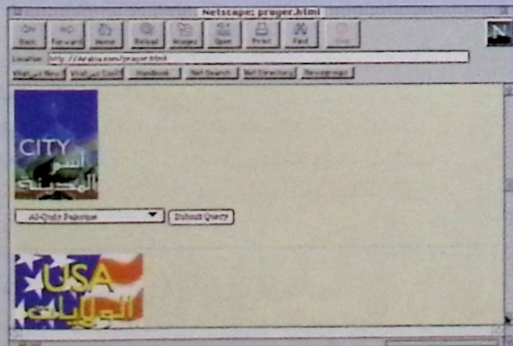 Netscape: prayer.html
Back Forward Home Reload Images Open Print Find
Location: http://Arabia.com/prayer.html
What's New? What's Cool? Handbook Net Search Net Directory Newsgroups
CITY
اسم
المدينة
Al-Quds Palestine Submit Query
USA
الولايات